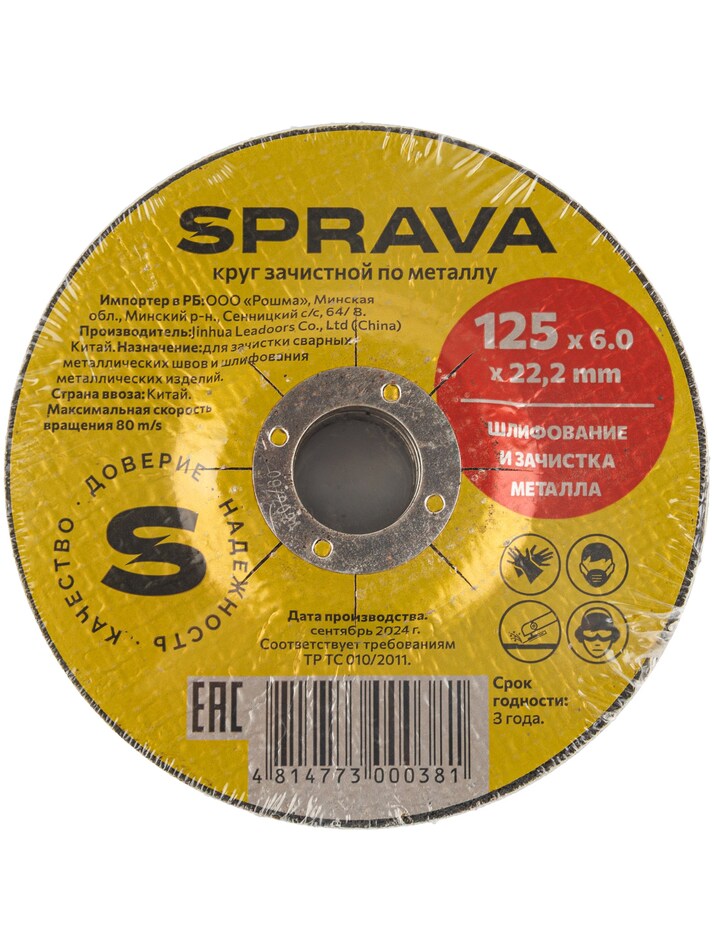 SPRAVA
круг зачистной по металлу
Импортер в РБ:ООО «Рошма», Минская
обл., Минский р-н., Сенницкий с/с, 64/ 8.
Производитель:Jinhua Leadoors Co., Ltd (China)
Китай. Назначение:для зачистки сварных
металлических швов и шлифования
металлических изделий.
Страна ввоза: Китай.
Максимальная скорость
вращения 80 m/s
125 x 6.0
x 22,2 mm
ШЛИФОВАНИЕ
И ЗАЧИСТКА
МЕТАЛЛА
КАЧЕСТВО · ДОВЕРИЕ · НАДЕЖНОСТЬ ·
S
Дата производства.
сентябрь 2024 г.
Соответствует требованиям
ТР ТС 010/2011.
EAC
4 814773 000381
Срок
годности:
3 года.